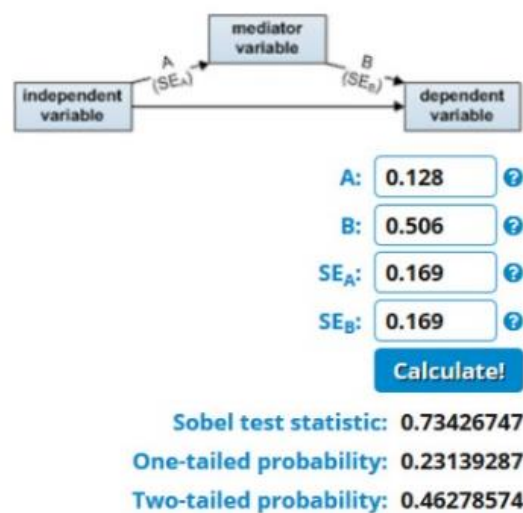 mediator
variable
A
(SEA)
B
(SEB)
independent
variable
dependent
variable
A: 0.128 ?
B: 0.506 ?
SEA: 0.169 ?
SEB: 0.169 ?
Calculate!
Sobel test statistic: 0.73426747
One-tailed probability: 0.23139287
Two-tailed probability: 0.46278574